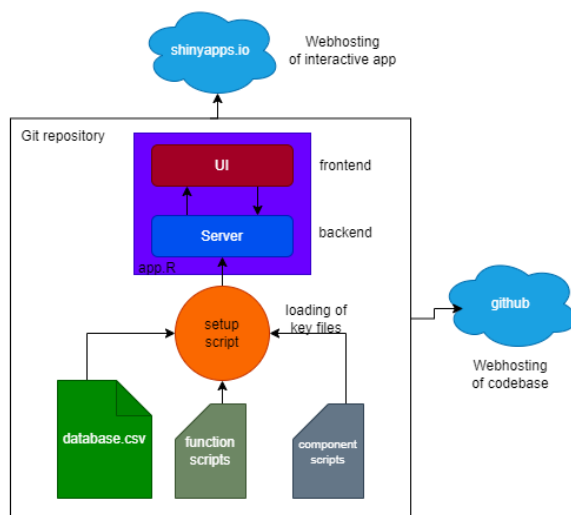 shinyapps.io
Webhosting
of interactive app
Git repository
UI
frontend
Server
backend
app.R
setup
script
loading of
key files
github
Webhosting
of codebase
database.csv
function
scripts
component
scripts